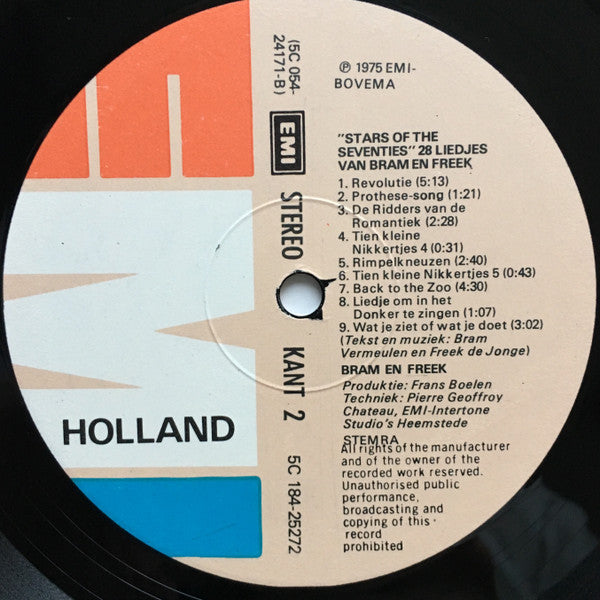 (5C 054-
24171-B)
EMI
STEREO
KANT 2
5C 184-25272
HOLLAND
℗ 1975 EMI-
BOVEMA
"STARS OF THE
SEVENTIES" 28 LIEDJES
VAN BRAM EN FREEK
1. Revolutie (5:13)
2. Prothese-song (1:21)
3. De Ridders van de
Romantiek (2:28)
4. Tien kleine
Nikkertjes 4 (0:31)
5. Rimpelkneuzen (2:40)
6. Tien kleine Nikkertjes 5 (0:43)
7. Back to the Zoo (4:30)
8. Liedje om in het
Donker te zingen (1:07)
9. Wat je ziet of wat je doet (3:02)
(Tekst en muziek: Bram
Vermeulen en Freek de Jonge)
BRAM EN FREEK
Produktie: Frans Boelen
Techniek: Pierre Geoffroy
Chateau, EMI-Intertone
Studio's Heemstede
STEMRA
All rights of the manufacturer
and of the owner of the
recorded work reserved.
Unauthorised public
performance,
broadcasting and
copying of this
record
prohibited